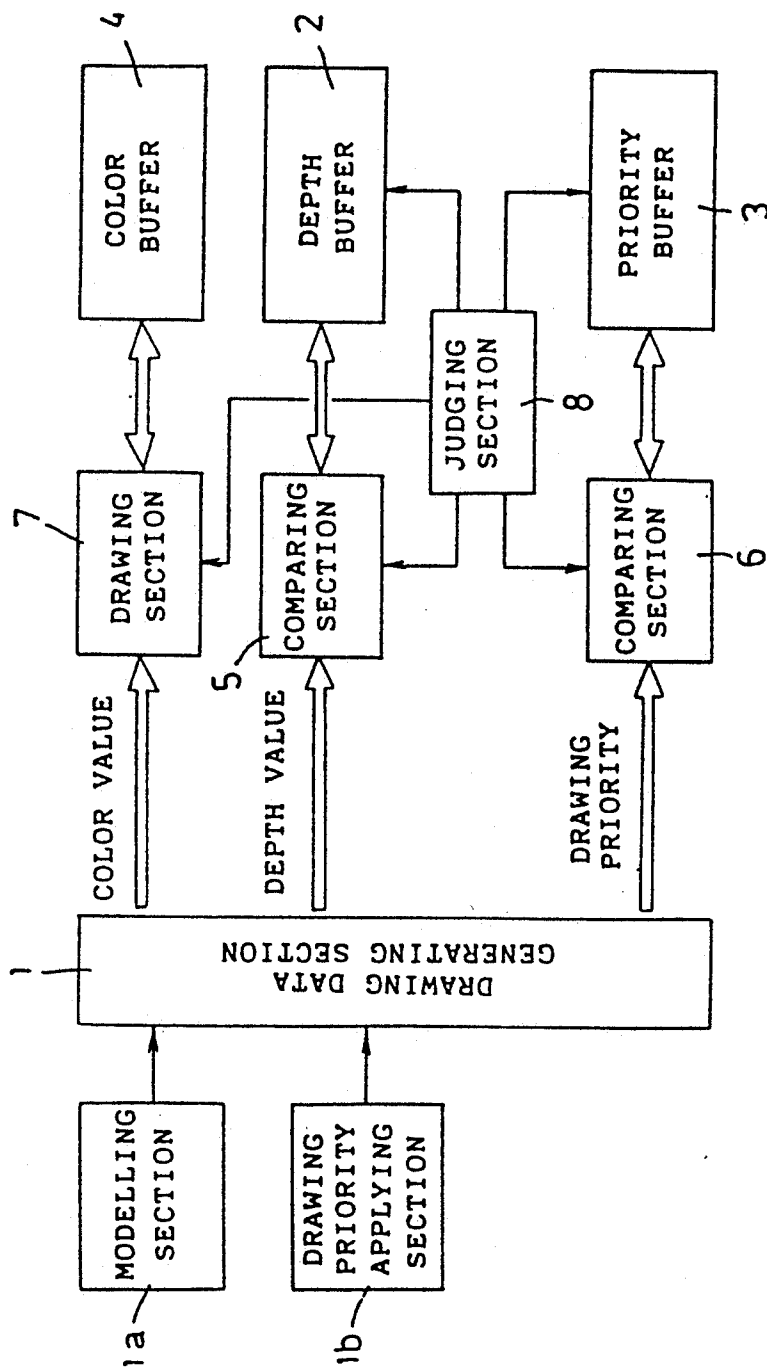 4
COLOR
BUFFER
2
DEPTH
BUFFER
PRIORITY
BUFFER
3
7
DRAWING
SECTION
5
COMPARING
SECTION
JUDGING
SECTION
8
COMPARING
SECTION
6
COLOR VALUE
DEPTH VALUE
DRAWING
PRIORITY
1
DRAWING DATA
GENERATING SECTION
MODELLING
SECTION
1a
DRAWING
PRIORITY
APPLYING
SECTION
1b